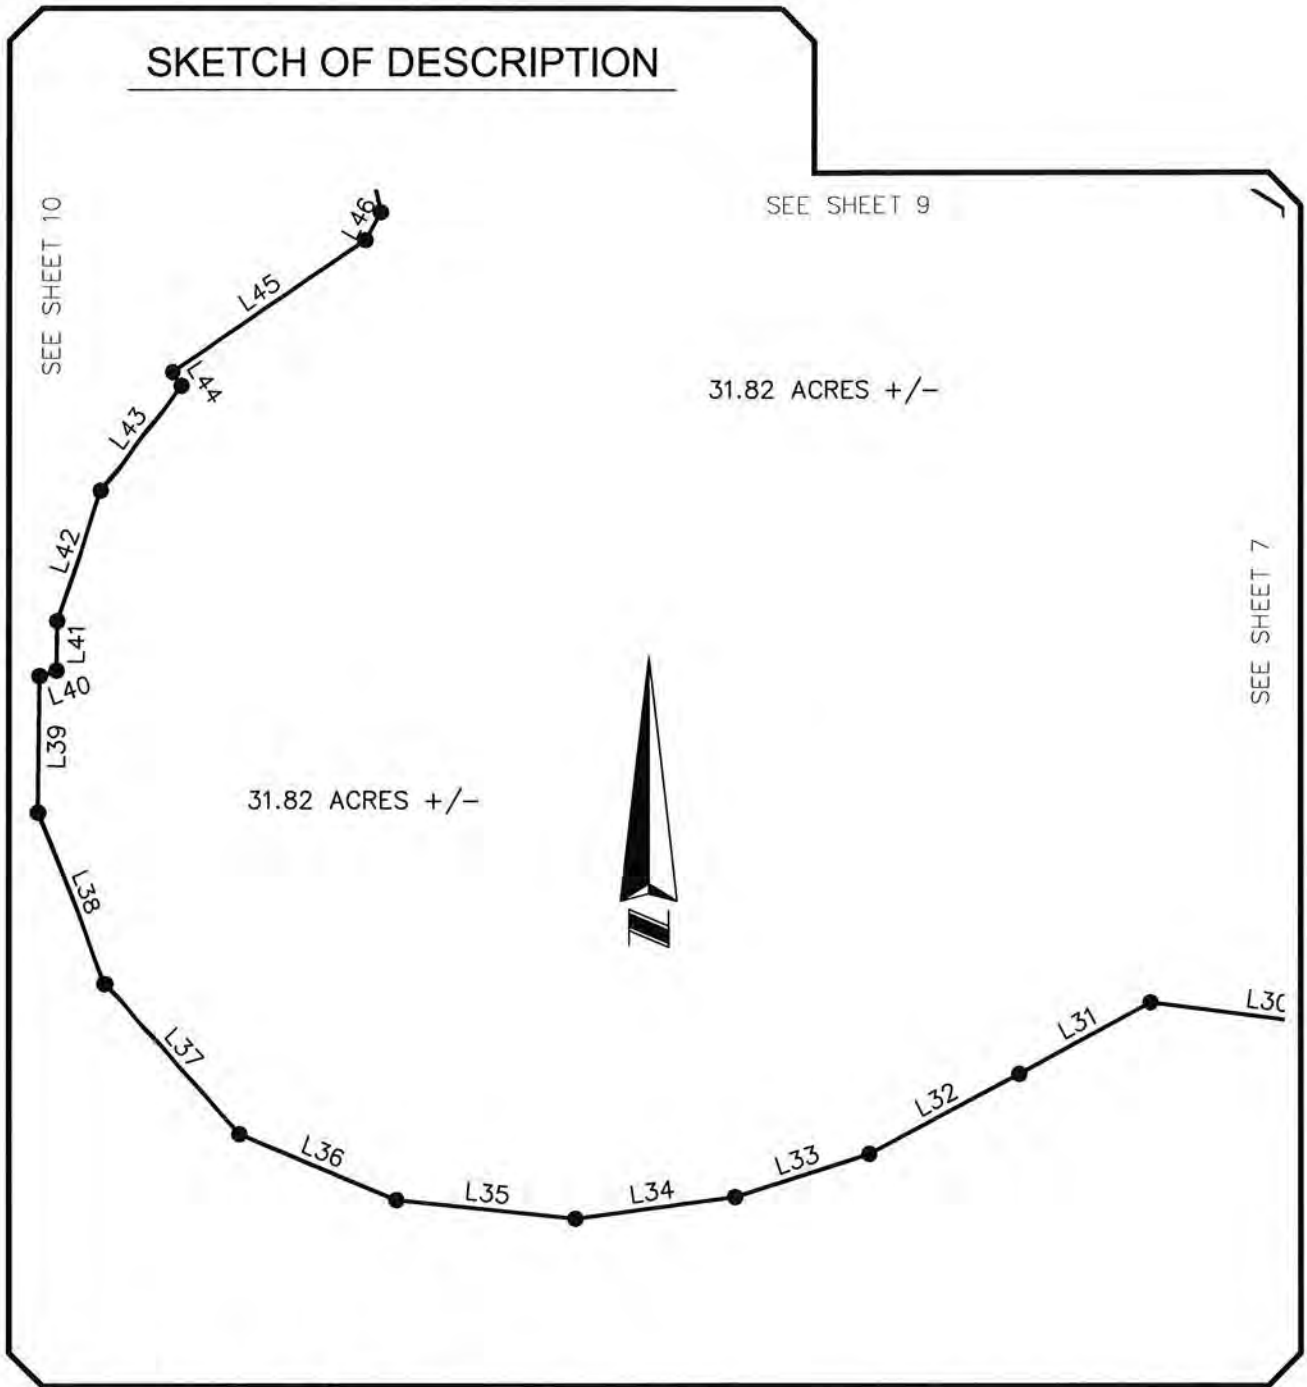 SKETCH OF DESCRIPTION
SEE SHEET 10
SEE SHEET 9
L46
L45
L44
31.82 ACRES +/-
L43
L42
SEE SHEET 7
L41
L40
L39
31.82 ACRES +/-
L38
N
L30
L31
L37
L32
L36
L33
L35
L34